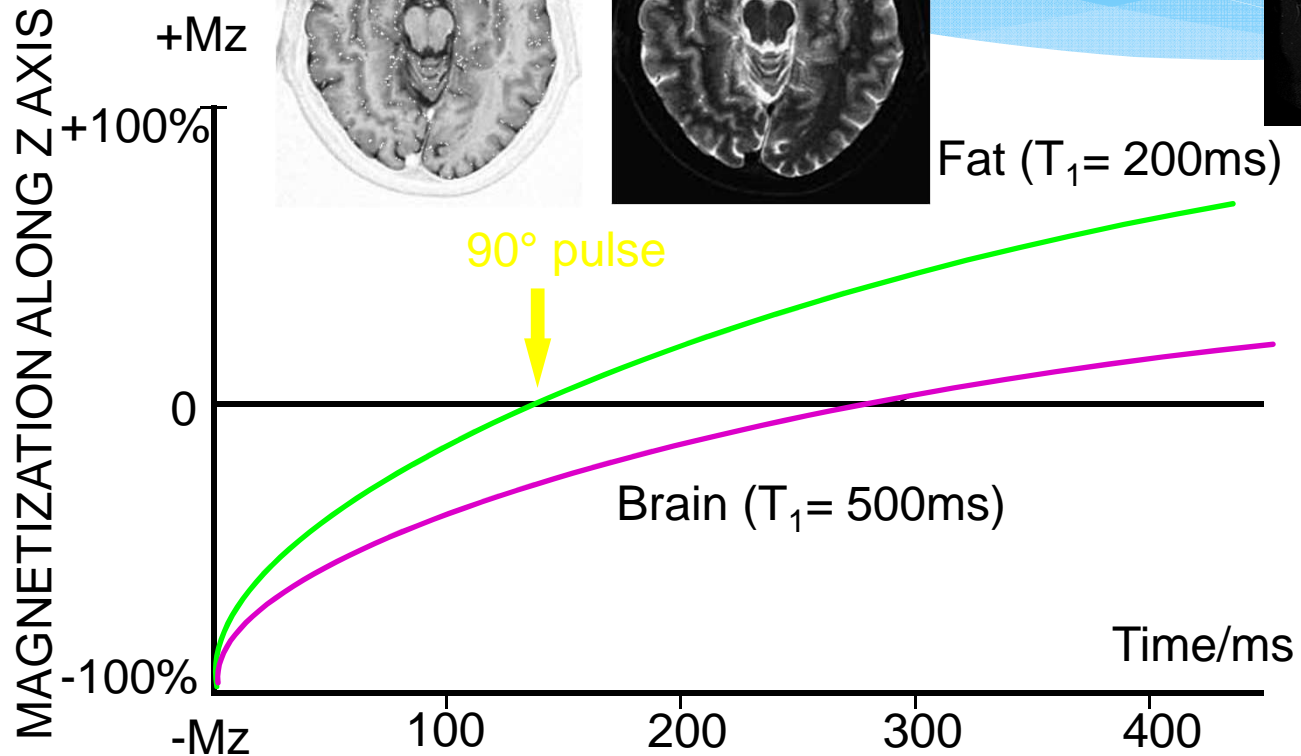 MAGNETIZATION ALONG Z AXIS
+Mz
+100%
Fat (T₁= 200ms)
90° pulse
0
Brain (T₁= 500ms)
Time/ms
-100%
-Mz
100
200
300
400